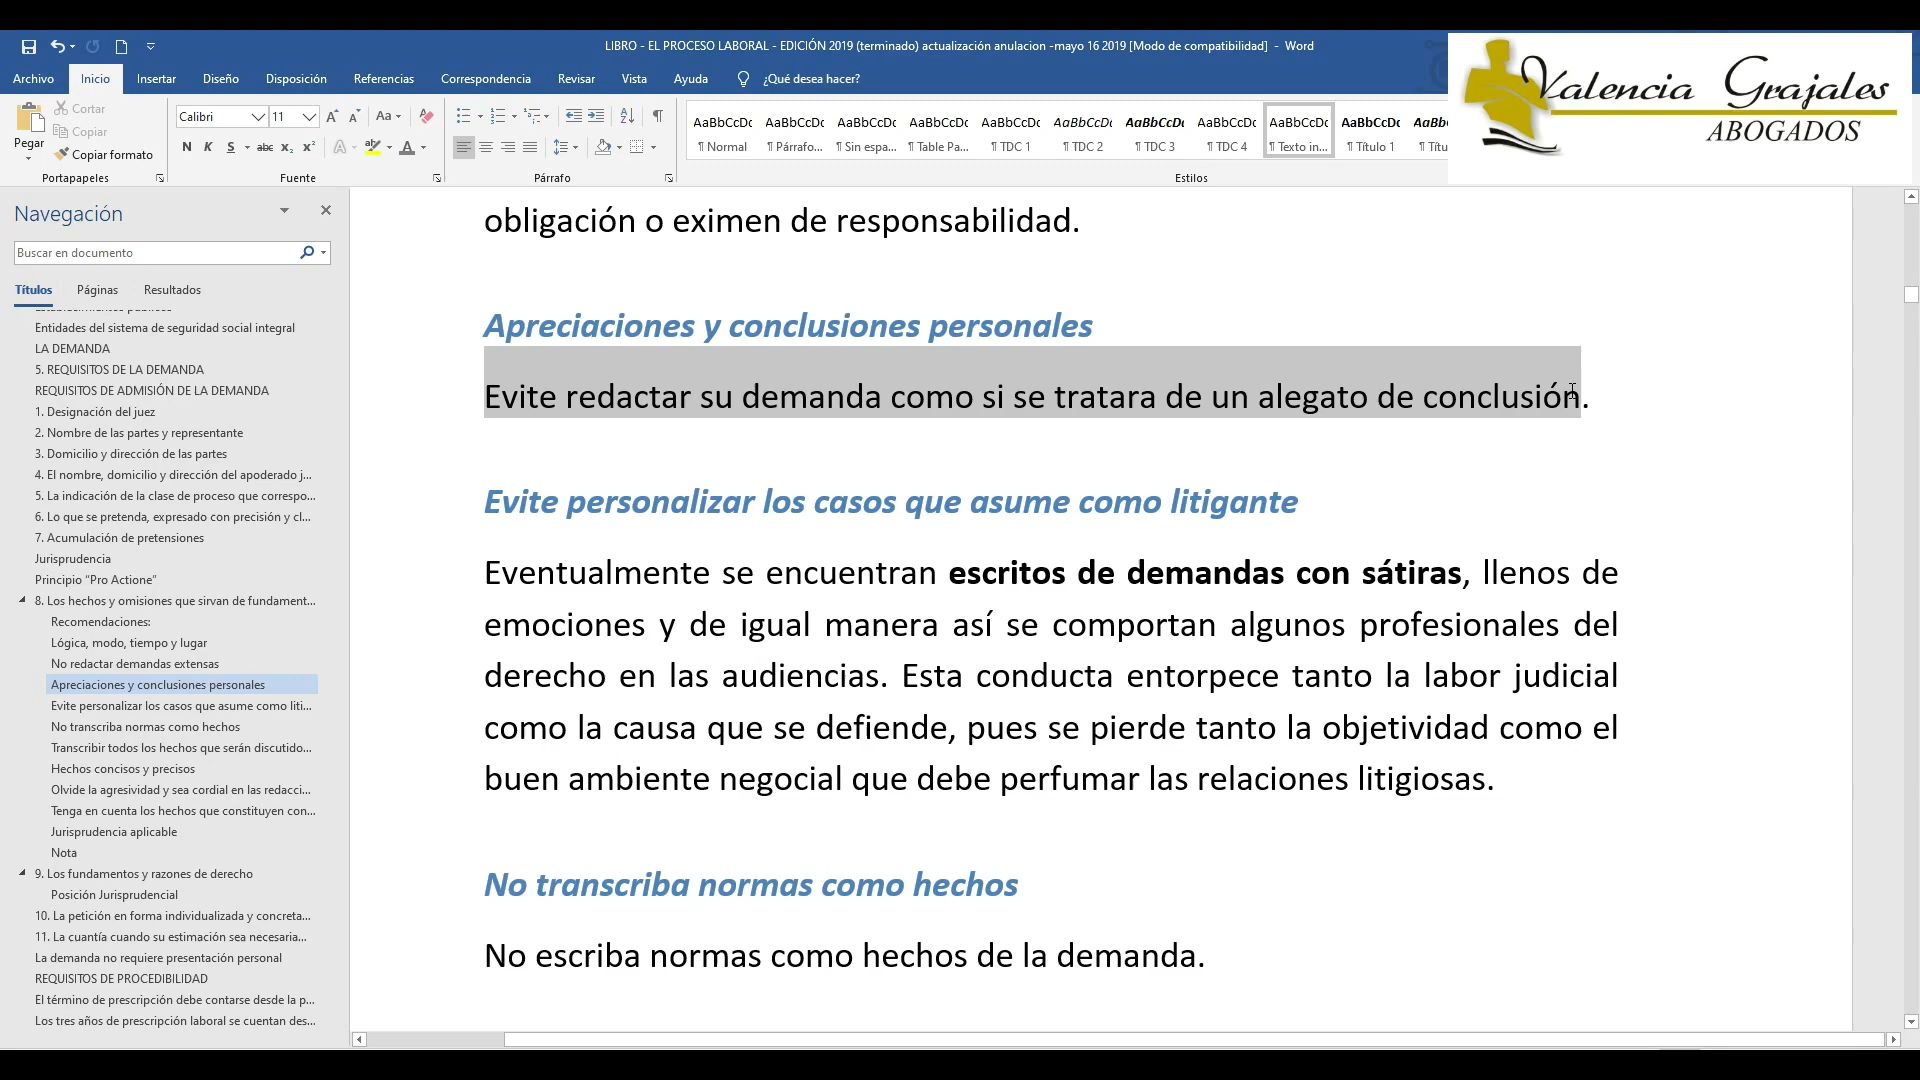 LIBRO - EL PROCESO LABORAL - EDICIÓN 2019 (terminado) actualización anulacion -mayo 16 2019 [Modo de compatibilidad] - Word
Archivo Inicio Insertar Diseño Disposición Referencias Correspondencia Revisar Vista Ayuda ¿Qué desea hacer?
Valencia Grajales
ABOGADOS
Pegar
Cortar
Copiar
Copiar formato
Portapapeles
Calibri 11
Aa
N K S abc x₂ x²
Fuente
Párrafo
AaBbCcDc AaBbCcDc AaBbCcDc AaBbCcDc AaBbCcDc AaBbCcDc AaBbCcDc AaBbCcDc AaBbCcDc AaBbCcDc AaBb
¶ Normal ¶ Párrafo... ¶ Sin espa... ¶ Table Pa... ¶ TDC 1 ¶ TDC 2 ¶ TDC 3 ¶ TDC 4 ¶ Texto in... ¶ Título 1 ¶ Títu
Estilos
Navegación
Buscar en documento
Títulos Páginas Resultados
Entidades del sistema de seguridad social integral
LA DEMANDA
5. REQUISITOS DE LA DEMANDA
REQUISITOS DE ADMISIÓN DE LA DEMANDA
1. Designación del juez
2. Nombre de las partes y representante
3. Domicilio y dirección de las partes
4. El nombre, domicilio y dirección del apoderado j...
5. La indicación de la clase de proceso que correspo...
6. Lo que se pretenda, expresado con precisión y cl...
7. Acumulación de pretensiones
Jurisprudencia
Principio “Pro Actione”
8. Los hechos y omisiones que sirvan de fundament...
Recomendaciones:
Lógica, modo, tiempo y lugar
No redactar demandas extensas
Apreciaciones y conclusiones personales
Evite personalizar los casos que asume como liti...
No transcriba normas como hechos
Transcribir todos los hechos que serán discutido...
Hechos concisos y precisos
Olvide la agresividad y sea cordial en las redacci...
Tenga en cuenta los hechos que constituyen con...
Jurisprudencia aplicable
Nota
9. Los fundamentos y razones de derecho
Posición Jurisprudencial
10. La petición en forma individualizada y concreta...
11. La cuantía cuando su estimación sea necesaria...
La demanda no requiere presentación personal
REQUISITOS DE PROCEDIBILIDAD
El término de prescripción debe contarse desde la p...
Los tres años de prescripción laboral se cuentan des...
obligación o eximen de responsabilidad.
Apreciaciones y conclusiones personales
Evite redactar su demanda como si se tratara de un alegato de conclusión.
Evite personalizar los casos que asume como litigante
Eventualmente se encuentran escritos de demandas con sátiras, llenos de
emociones y de igual manera así se comportan algunos profesionales del
derecho en las audiencias. Esta conducta entorpece tanto la labor judicial
como la causa que se defiende, pues se pierde tanto la objetividad como el
buen ambiente negocial que debe perfumar las relaciones litigiosas.
No transcriba normas como hechos
No escriba normas como hechos de la demanda.